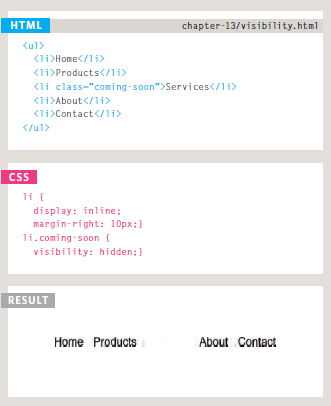 HTML chapter-13/visibility.html
<ul>
<li>Home</li>
<li>Products</li>
<li class="coming-soon">Services</li>
<li>About</li>
<li>Contact</li>
</ul>
CSS
li {
display: inline;
margin-right: 10px;}
li.coming-soon {
visibility: hidden;}
RESULT
Home Products About Contact